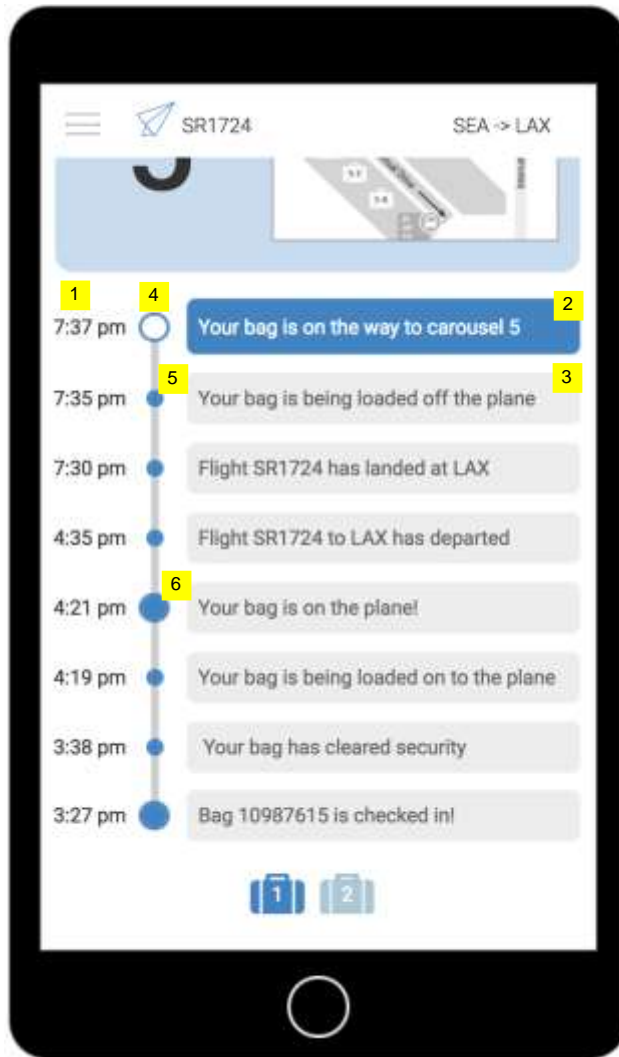 SR1724 SEA -> LAX
5
1 4 2
7:37 pm Your bag is on the way to carousel 5
5 3
7:35 pm Your bag is being loaded off the plane
7:30 pm Flight SR1724 has landed at LAX
4:35 pm Flight SR1724 to LAX has departed
6
4:21 pm Your bag is on the plane!
4:19 pm Your bag is being loaded on to the plane
3:38 pm Your bag has cleared security
3:27 pm Bag 10987615 is checked in!
1 2